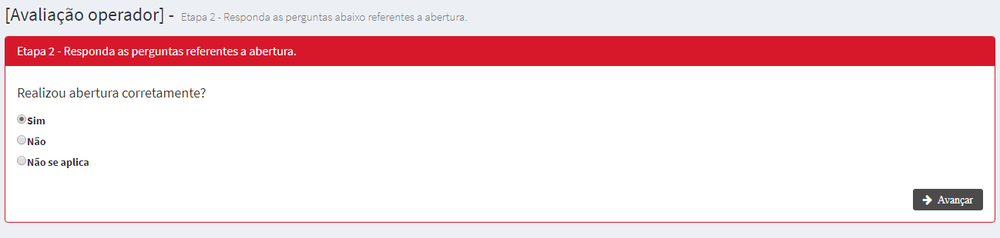 [Avaliação operador] - Etapa 2 - Responda as perguntas abaixo referentes a abertura.
Etapa 2 - Responda as perguntas referentes a abertura.
Realizou abertura corretamente?
Sim
Não
Não se aplica
Avançar